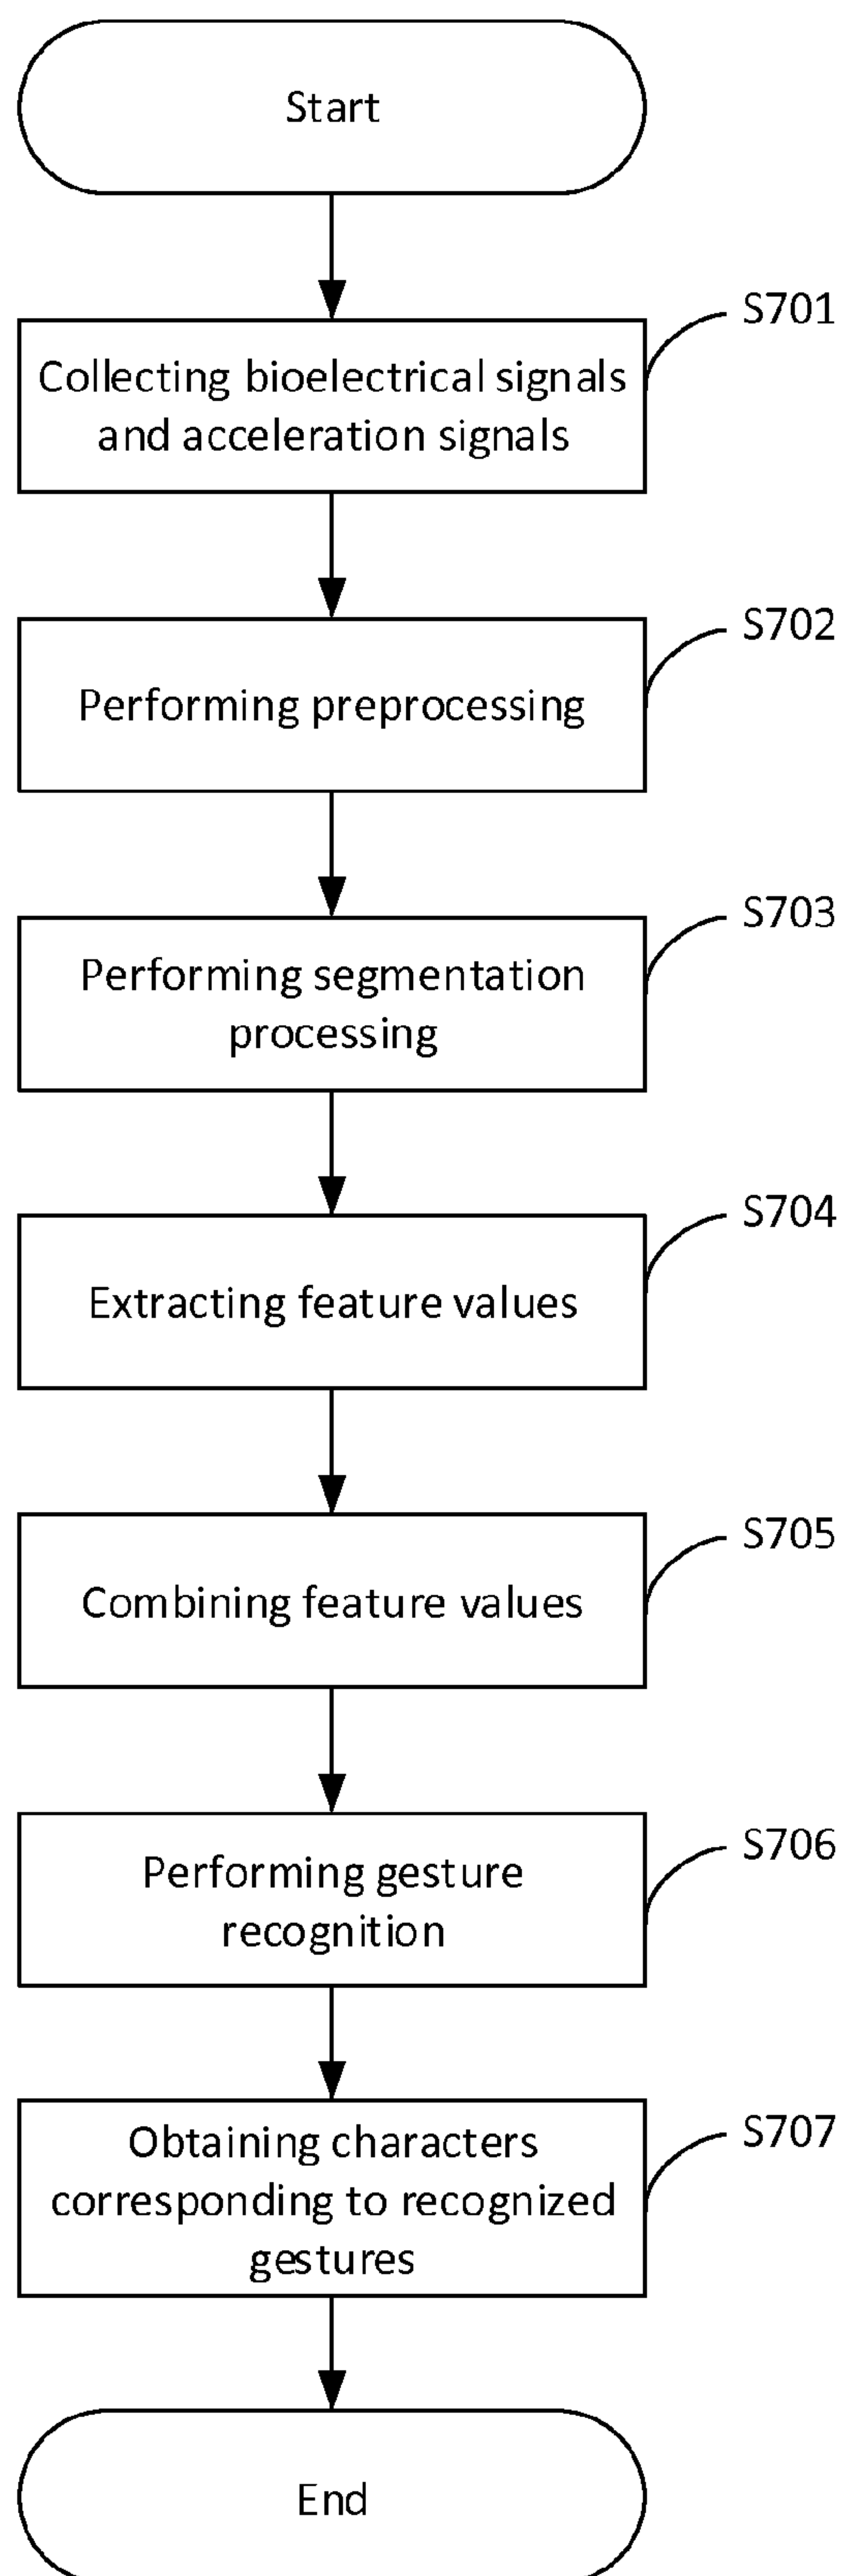 Start
S701
Collecting bioelectrical signals
and acceleration signals
S702
Performing preprocessing
S703
Performing segmentation
processing
S704
Extracting feature values
S705
Combining feature values
S706
Performing gesture
recognition
S707
Obtaining characters
corresponding to recognized
gestures
End